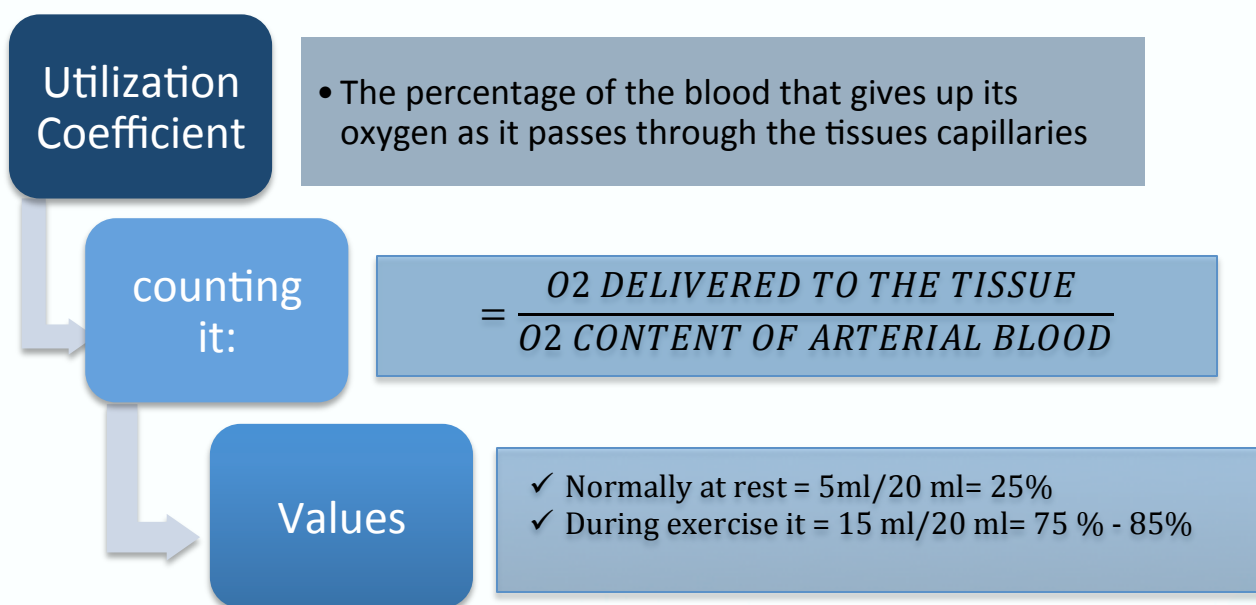 Utilization
Coefficient
• The percentage of the blood that gives up its
oxygen as it passes through the tissues capillaries
counting
it:
= O2 DELIVERED TO THE TISSUE
O2 CONTENT OF ARTERIAL BLOOD
Values
✓ Normally at rest = 5ml/20 ml= 25%
✓ During exercise it = 15 ml/20 ml= 75 % - 85%